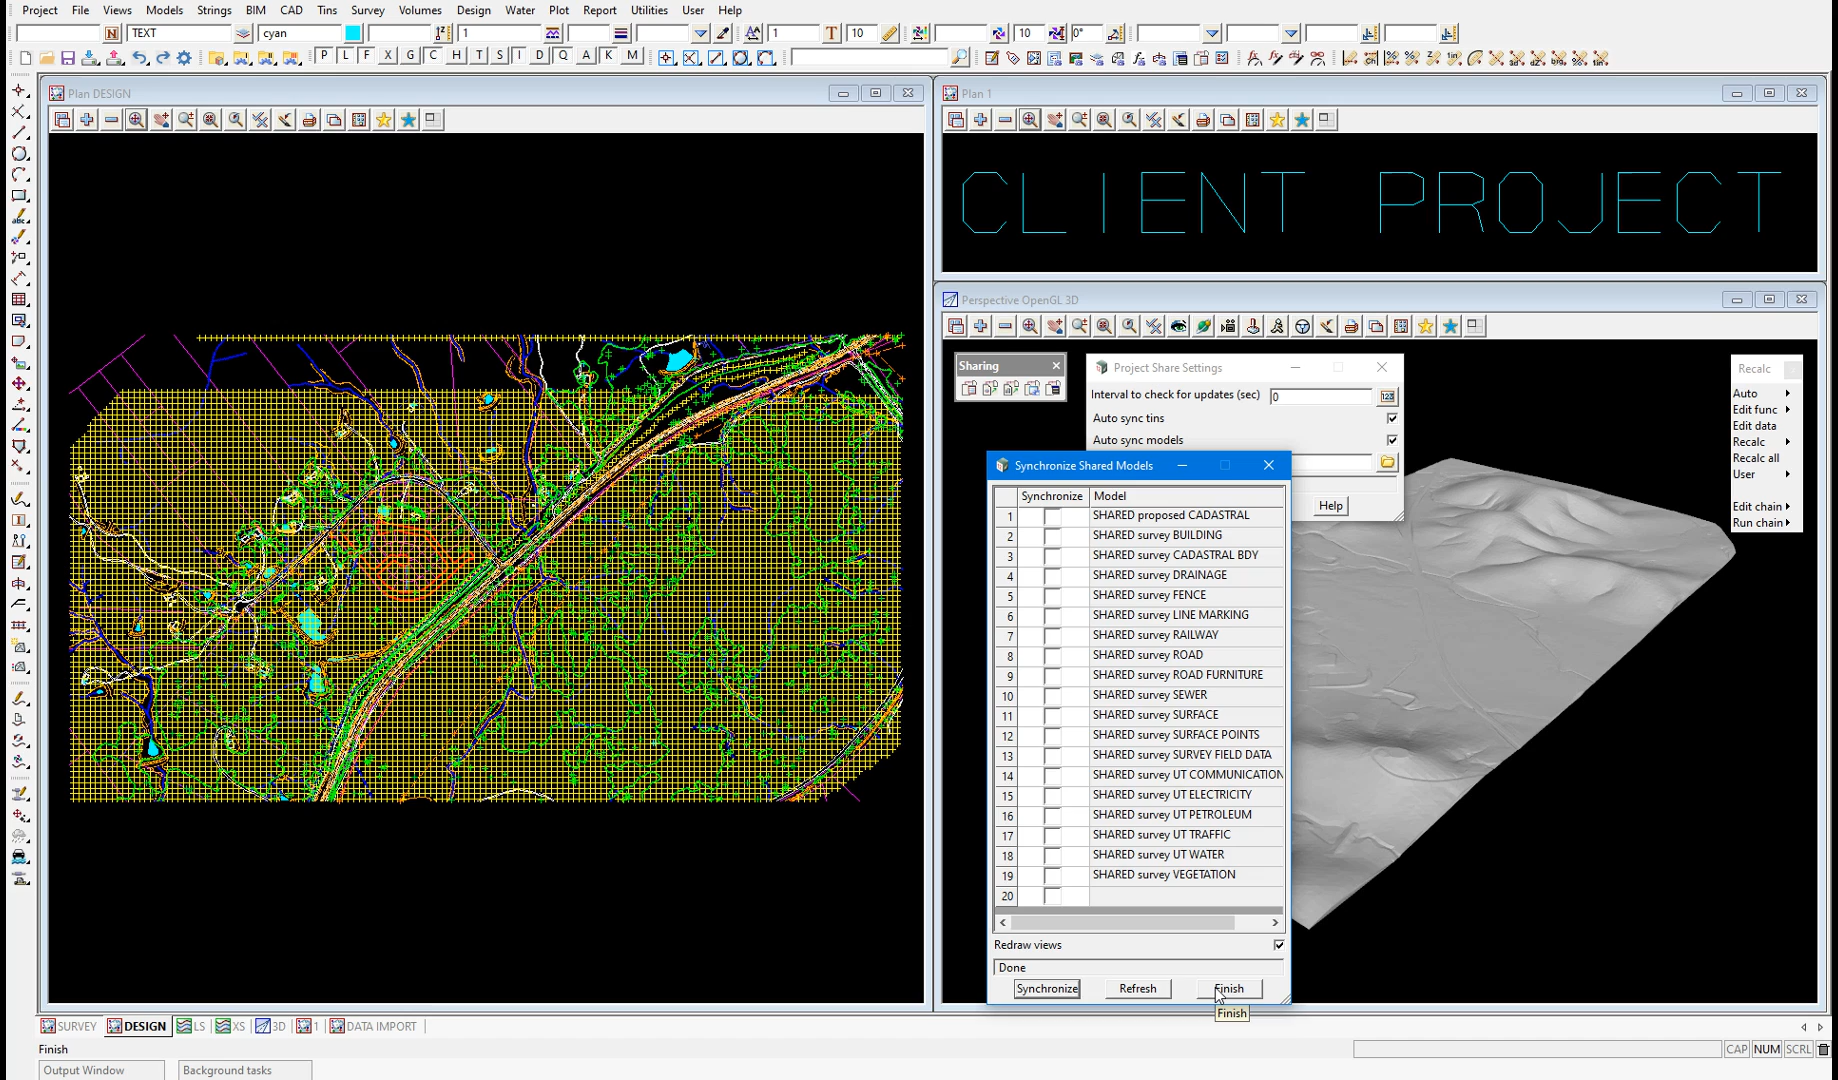 Project File Views Models Strings BIM CAD Tins Survey Volumes Design Water Plot Report Utilities User Help
N TEXT cyan 1 1 T 10 10 0°
P L F X G C H T S I D Q A K M
Plan DESIGN
Plan 1
CLIENT PROJECT
Perspective OpenGL 3D
Sharing
Project Share Settings
Interval to check for updates (sec) 0
Auto sync tins
Auto sync models
Help
Recalc
Auto
Edit func
Edit data
Recalc
Recalc all
User
Edit chain
Run chain
Synchronize Shared Models
Synchronize Model
1 SHARED proposed CADASTRAL
2 SHARED survey BUILDING
3 SHARED survey CADASTRAL BDY
4 SHARED survey DRAINAGE
5 SHARED survey FENCE
6 SHARED survey LINE MARKING
7 SHARED survey RAILWAY
8 SHARED survey ROAD
9 SHARED survey ROAD FURNITURE
10 SHARED survey SEWER
11 SHARED survey SURFACE
12 SHARED survey SURFACE POINTS
13 SHARED survey SURVEY FIELD DATA
14 SHARED survey UT COMMUNICATION
15 SHARED survey UT ELECTRICITY
16 SHARED survey UT PETROLEUM
17 SHARED survey UT TRAFFIC
18 SHARED survey UT WATER
19 SHARED survey VEGETATION
20
Redraw views
Done
Synchronize Refresh Finish
Finish
SURVEY DESIGN LS XS 3D 1 DATA IMPORT
Finish CAP NUM SCRL
Output Window Background tasks